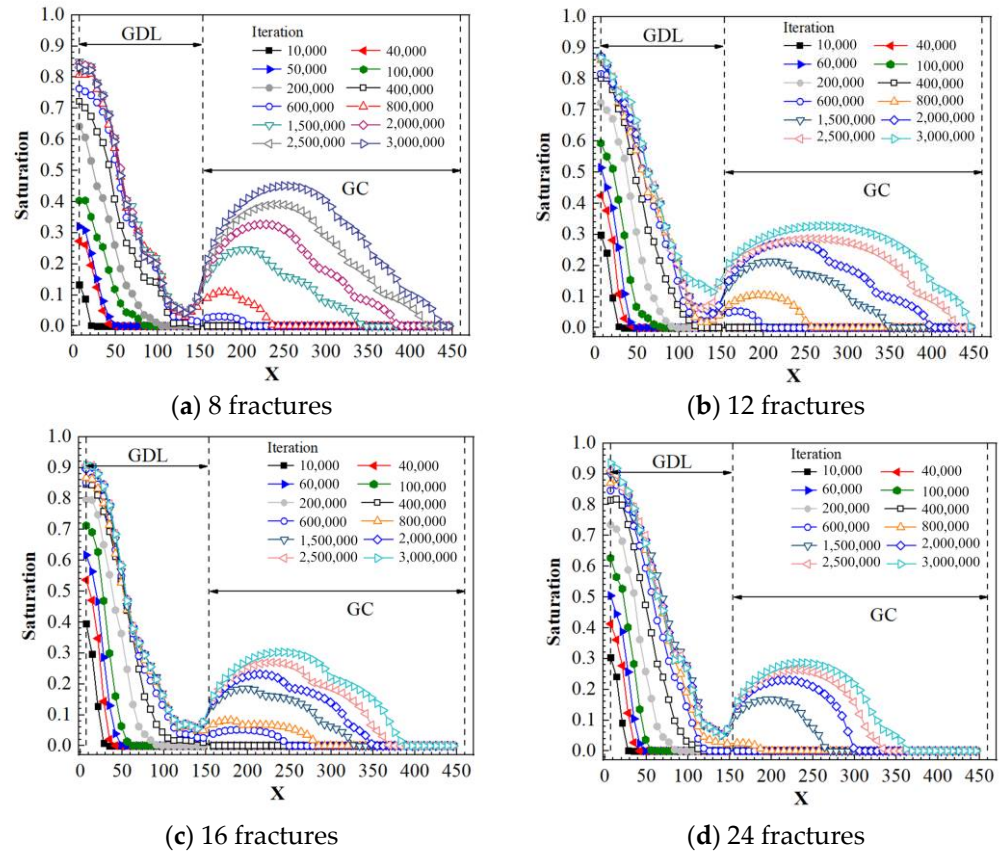 GDL
Iteration
10,000 40,000
50,000 100,000
200,000 400,000
600,000 800,000
1,500,000 2,000,000
2,500,000 3,000,000
GC
Saturation
1.0
0.9
0.8
0.7
0.6
0.5
0.4
0.3
0.2
0.1
0.0
0 50 100 150 200 250 300 350 400 450
X
(a) 8 fractures
GDL
Iteration
10,000 40,000
60,000 100,000
200,000 400,000
600,000 800,000
1,500,000 2,000,000
2,500,000 3,000,000
GC
Saturation
1.0
0.9
0.8
0.7
0.6
0.5
0.4
0.3
0.2
0.1
0.0
0 50 100 150 200 250 300 350 400 450
X
(b) 12 fractures
GDL
Iteration
10,000 40,000
60,000 100,000
200,000 400,000
600,000 800,000
1,500,000 2,000,000
2,500,000 3,000,000
GC
Saturation
1.0
0.9
0.8
0.7
0.6
0.5
0.4
0.3
0.2
0.1
0.0
0 50 100 150 200 250 300 350 400 450
X
(c) 16 fractures
GDL
Iteration
10,000 40,000
60,000 100,000
200,000 400,000
600,000 800,000
1,500,000 2,000,000
2,500,000 3,000,000
GC
Saturation
1.0
0.9
0.8
0.7
0.6
0.5
0.4
0.3
0.2
0.1
0.0
0 50 100 150 200 250 300 350 400 450
X
(d) 24 fractures